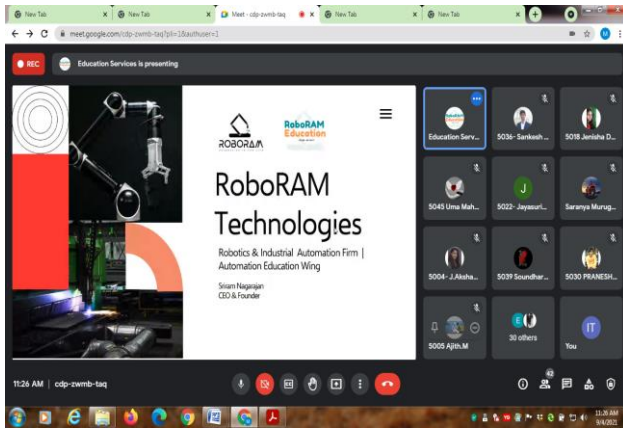 New Tab
New Tab
Meet - cdp-zwmb-taq
New Tab
New Tab
meet.google.com/cdp-zwmb-taq?pli=1&authuser=1
REC
Education Services is presenting
ROBORAM
RoboRAM
Education
RoboRAM
Technologies
Robotics & Industrial Automation Firm |
Automation Education Wing
Sriram Nagarajan
CEO & Founder
Education Serv...
5036- Sankesh ...
5018 Jenisha D...
5045 Uma Mah...
J
5022- Jayasuri...
Saranya Murug...
5004- J.Aksha...
5039 Soundhar...
5030 PRANESH...
5005 Ajith.M
E
30 others
IT
You
11:26 AM | cdp-zwmb-taq
42
11:26 AM
9/4/2021